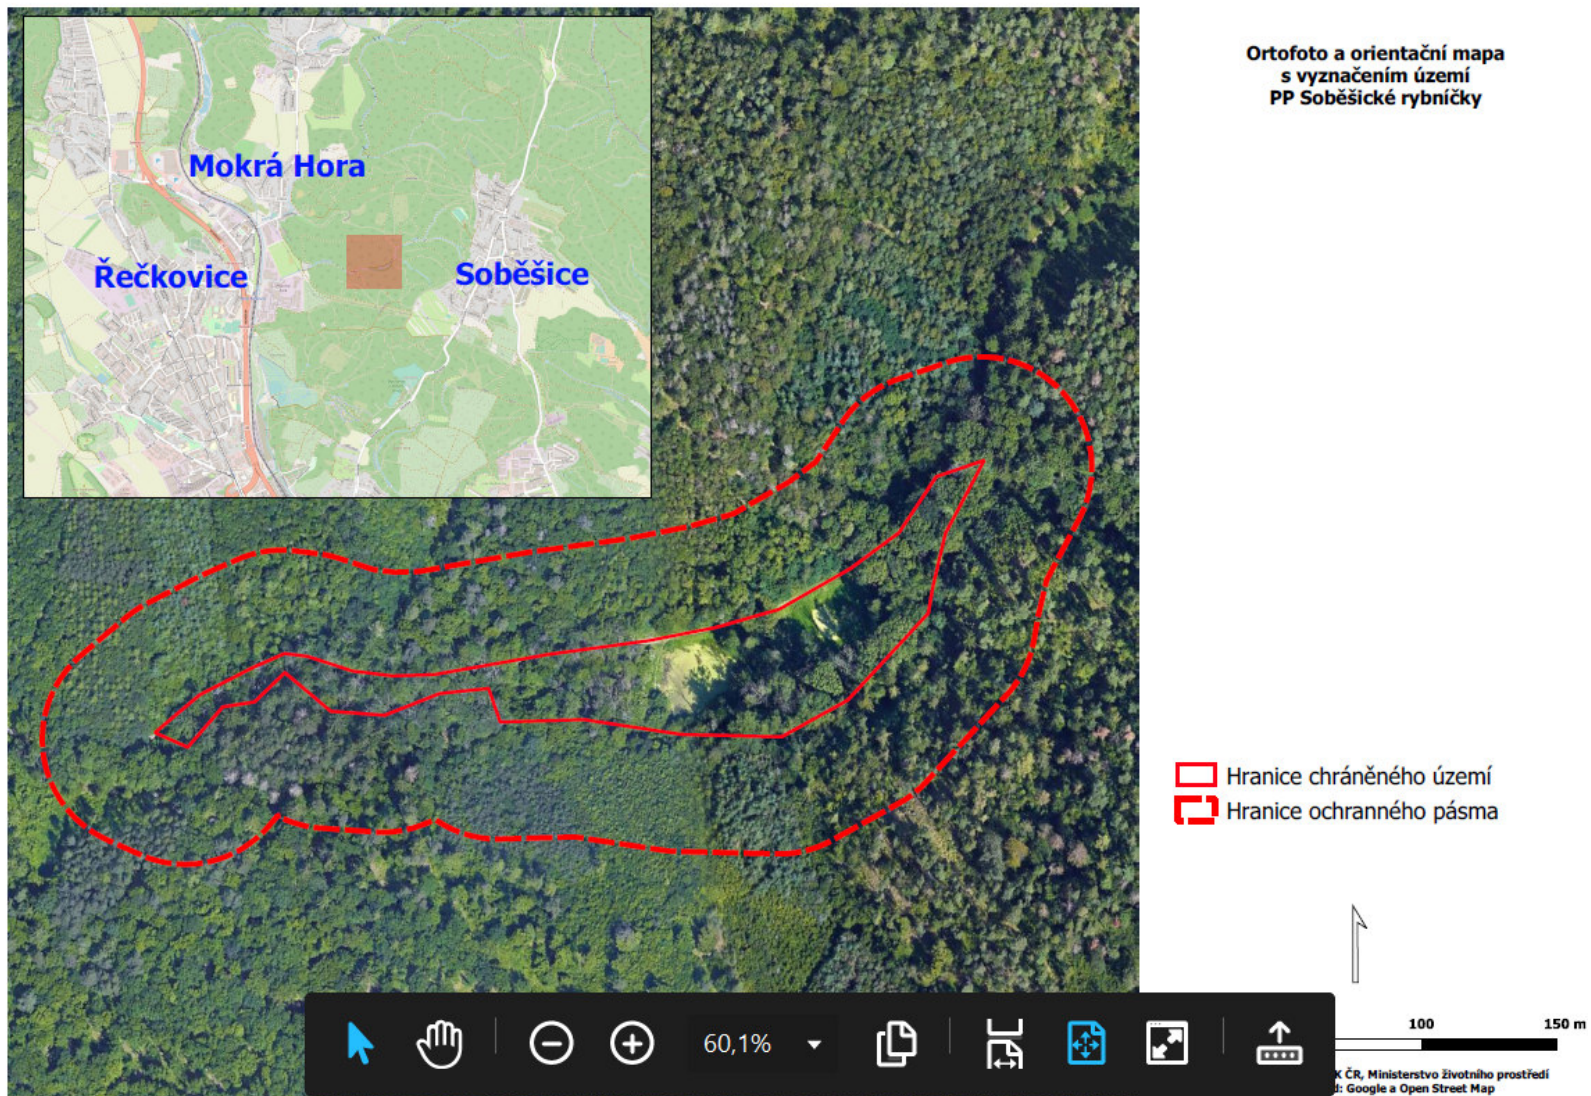 Ortofoto a orientační mapa
s vyznačením území
PP Soběšické rybníčky
Mokrá Hora
Řečkovice
Soběšice
Hranice chráněného území
Hranice ochranného pásma
60,1%
100 150 m
ČR, Ministerstvo životního prostředí
Google a Open Street Map